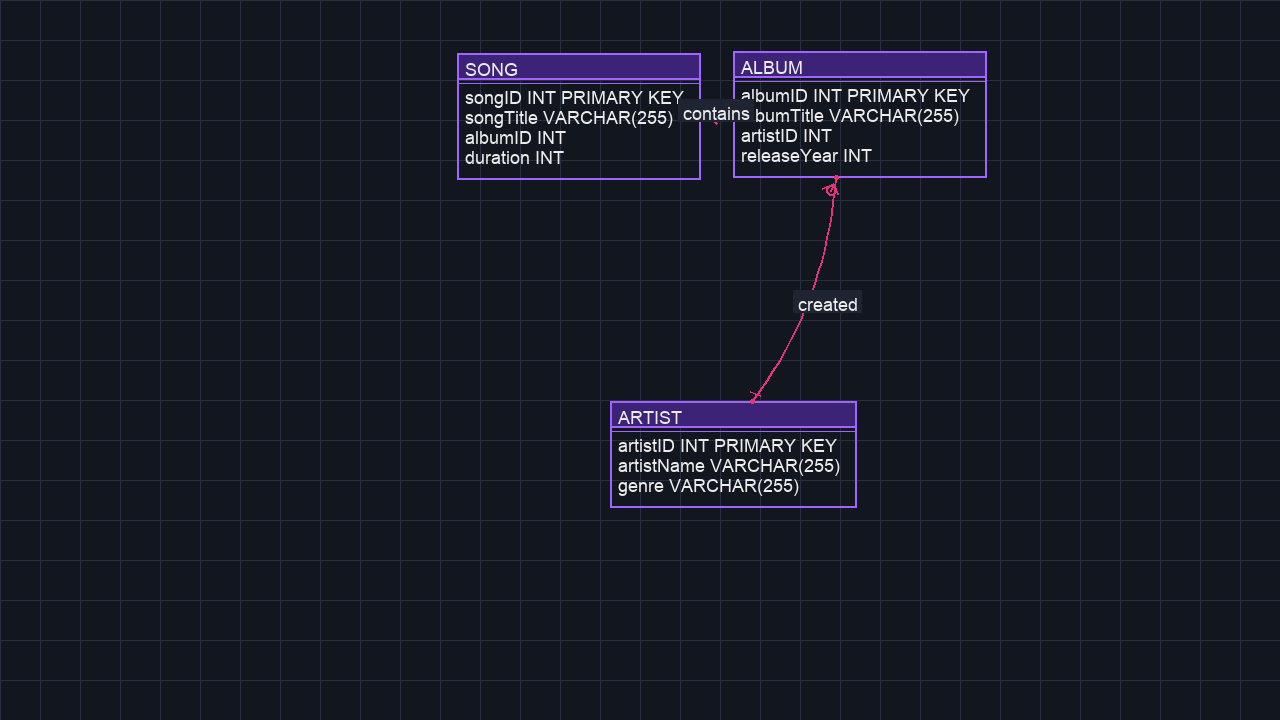 SONG
songID INT PRIMARY KEY
songTitle VARCHAR(255)
albumID INT
duration INT
contains
ALBUM
albumID INT PRIMARY KEY
bumTitle VARCHAR(255)
artistID INT
releaseYear INT
created
ARTIST
artistID INT PRIMARY KEY
artistName VARCHAR(255)
genre VARCHAR(255)